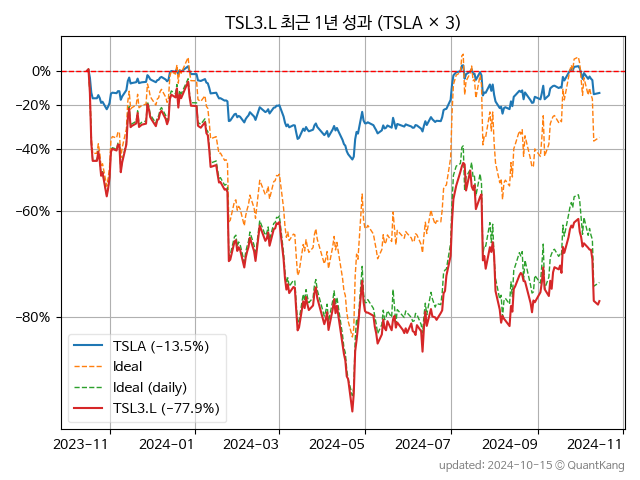 TSL3.L 최근 1년 성과 (TSLA × 3)
0%
−20%
−40%
−60%
−80%
TSLA (−13.5%)
Ideal
Ideal (daily)
TSL3.L (−77.9%)
2023−11
2024−01
2024−03
2024−05
2024−07
2024−09
2024−11
updated: 2024-10-15 © QuantKang